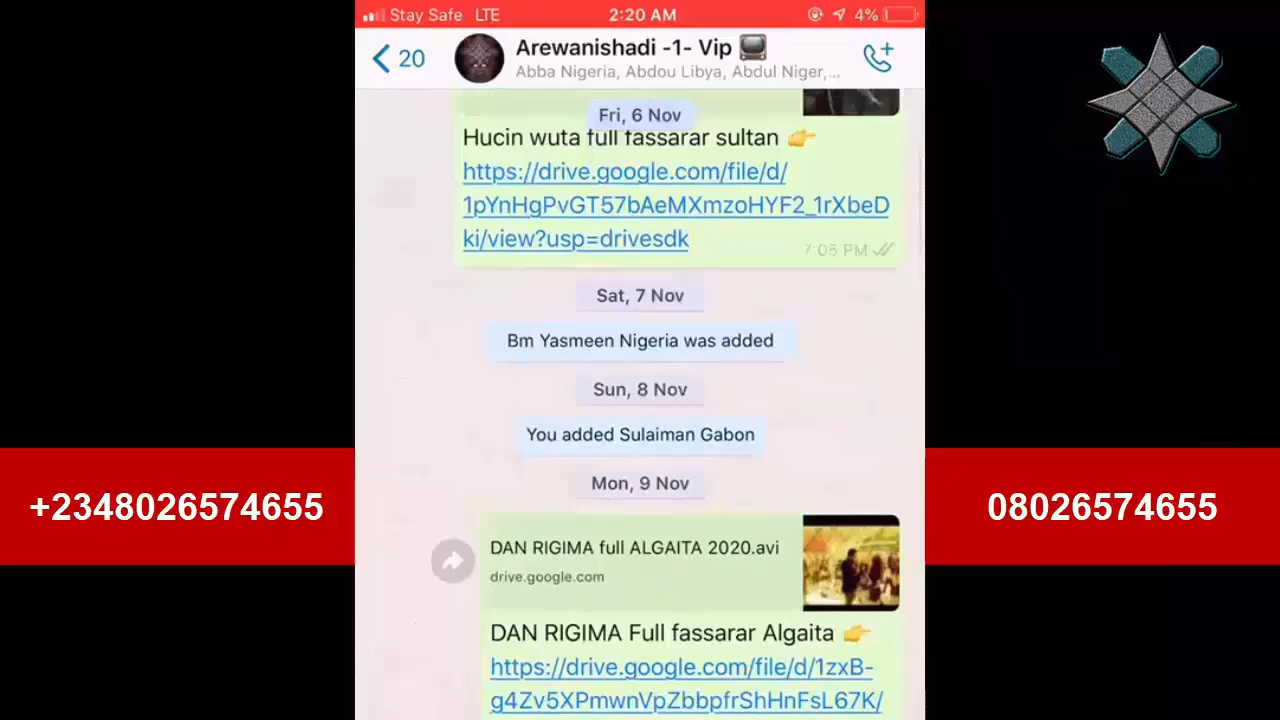 Stay Safe LTE 2:20 AM 4%
20
Arewanishadi -1- Vip 📺
Abba Nigeria, Abdou Libya, Abdul Niger,...
Fri, 6 Nov
Hucin wuta full fassarar sultan 👉
https://drive.google.com/file/d/
1pYnHgPvGT57bAeMXmzoHYF2_1rXbeD
ki/view?usp=drivesdk
7:05 PM
Sat, 7 Nov
Bm Yasmeen Nigeria was added
Sun, 8 Nov
You added Sulaiman Gabon
Mon, 9 Nov
+2348026574655
08026574655
DAN RIGIMA full ALGAITA 2020.avi
drive.google.com
DAN RIGIMA Full fassarar Algaita 👉
https://drive.google.com/file/d/1zxB-
g4Zv5XPmwnVpZbbpfrShHnFsL67K/